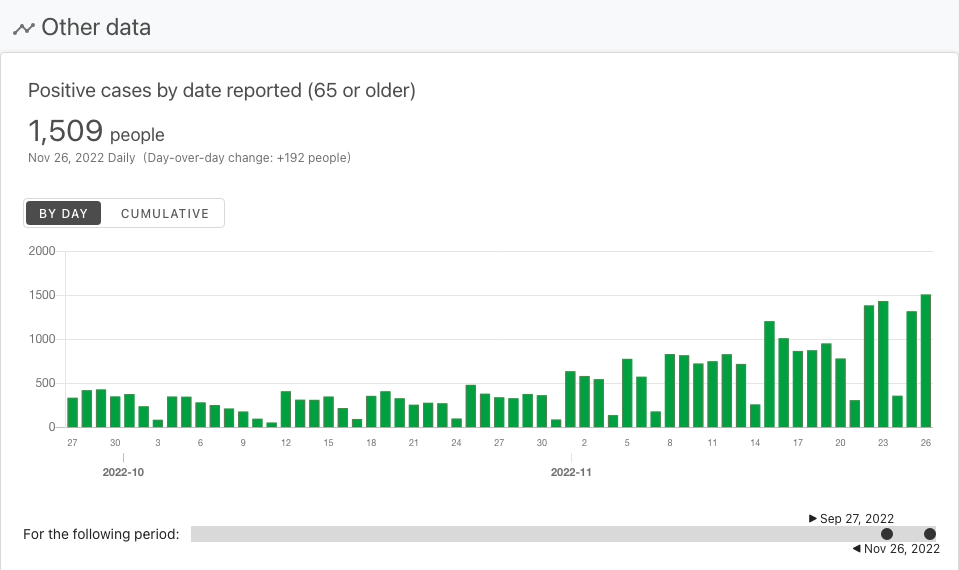 Other data
Positive cases by date reported (65 or older)
1,509 people
Nov 26, 2022 Daily (Day-over-day change: +192 people)
BY DAY CUMULATIVE
2000
1500
1000
500
0
27 30 3 6 9 12 15 18 21 24 27 30 2 5 8 11 14 17 20 23 26
2022-10 2022-11
Sep 27, 2022
For the following period:
Nov 26, 2022